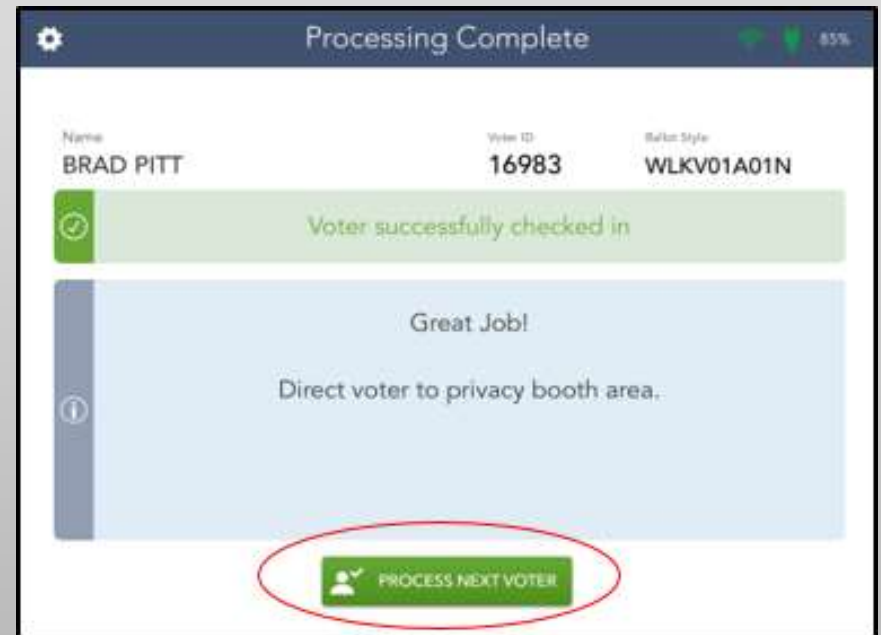 Processing Complete
85%
Name Voter ID Ballot Style
BRAD PITT 16983 WLKV01A01N
Voter successfully checked in
Great Job!
Direct voter to privacy booth area.
PROCESS NEXT VOTER